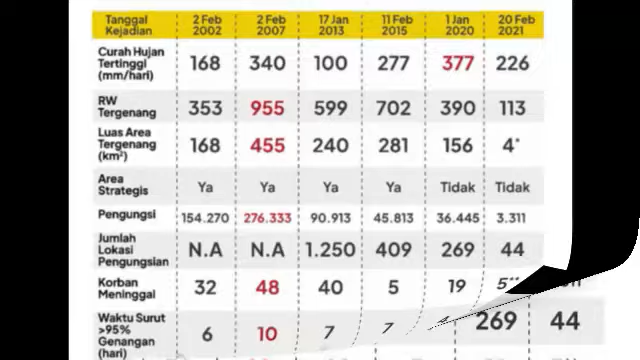 Tanggal Kejadian 2 Feb 2002 2 Feb 2007 17 Jan 2013 11 Feb 2015 1 Jan 2020 20 Feb 2021
Curah Hujan Tertinggi (mm/hari) 168 340 100 277 377 226
RW Tergenang 353 955 599 702 390 113
Luas Area Tergenang (km²) 168 455 240 281 156 4*
Area Strategis Ya Ya Ya Ya Tidak Tidak
Pengungsi 154.270 276.333 90.913 45.813 36.445 3.311
Jumlah Lokasi Pengungsian N.A N.A 1.250 409 269 44
Korban Meninggal 32 48 40 5 19 5**
Waktu Surut >95% Genangan (hari) 6 10 7 7
269 44